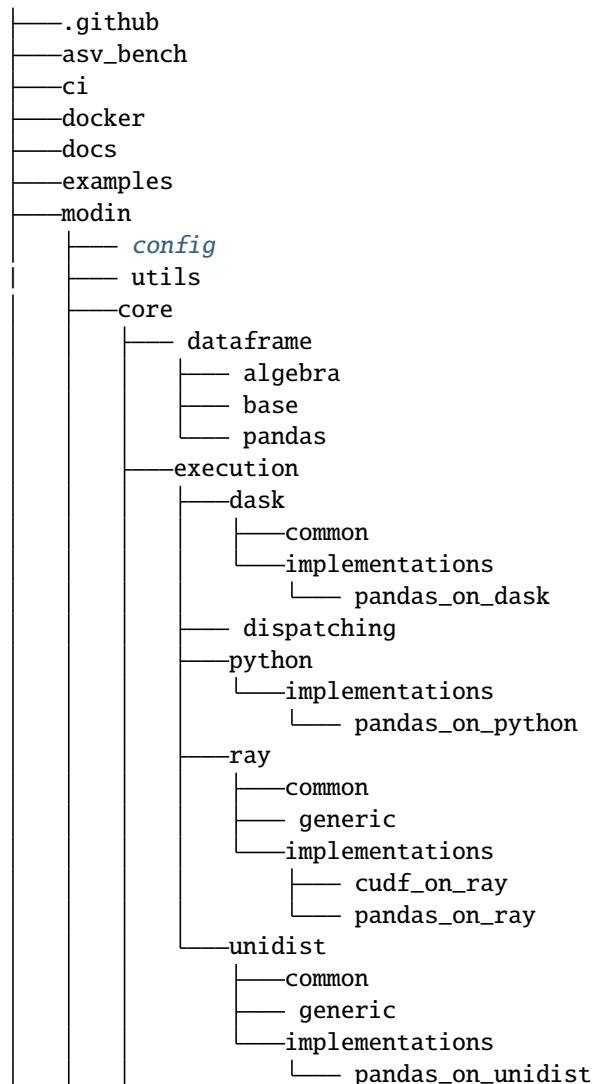 ├───.github
├───asv_bench
├───ci
├───docker
├───docs
├───examples
├───modin
│   ├─── config
|   ├─── utils
│   ├───core
│   │   ├─── dataframe
│   │   │   ├─── algebra
│   │   │   ├─── base
│   │   │   └─── pandas
│   │   ├───execution
│   │   │   ├───dask
│   │   │   │   ├───common
│   │   │   │   └───implementations
│   │   │   │       └─── pandas_on_dask
│   │   │   ├─── dispatching
│   │   │   ├───python
│   │   │   │   └───implementations
│   │   │   │       └─── pandas_on_python
│   │   │   ├───ray
│   │   │   │   ├───common
│   │   │   │   ├─── generic
│   │   │   │   └───implementations
│   │   │   │       ├─── cudf_on_ray
│   │   │   │       └─── pandas_on_ray
│   │   │   └───unidist
│   │   │       ├───common
│   │   │       ├─── generic
│   │   │       └───implementations
│   │   │           └─── pandas_on_unidist